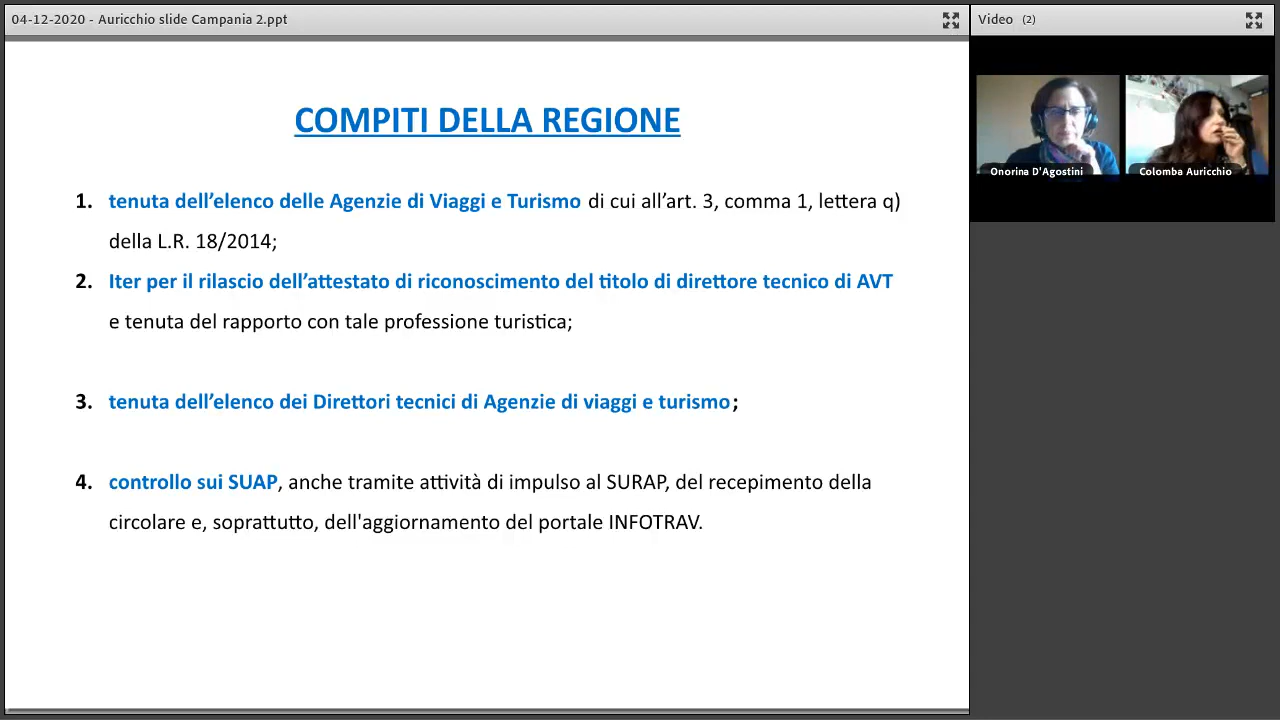 04-12-2020 - Auricchio slide Campania 2.ppt
Video (2)
COMPITI DELLA REGIONE
1. tenuta dell’elenco delle Agenzie di Viaggi e Turismo di cui all’art. 3, comma 1, lettera q)
della L.R. 18/2014;
2. Iter per il rilascio dell’attestato di riconoscimento del titolo di direttore tecnico di AVT
e tenuta del rapporto con tale professione turistica;
3. tenuta dell’elenco dei Direttori tecnici di Agenzie di viaggi e turismo;
4. controllo sui SUAP, anche tramite attività di impulso al SURAP, del recepimento della
circolare e, soprattutto, dell'aggiornamento del portale INFOTRAV.
Onorina D'Agostini
Colomba Auricchio